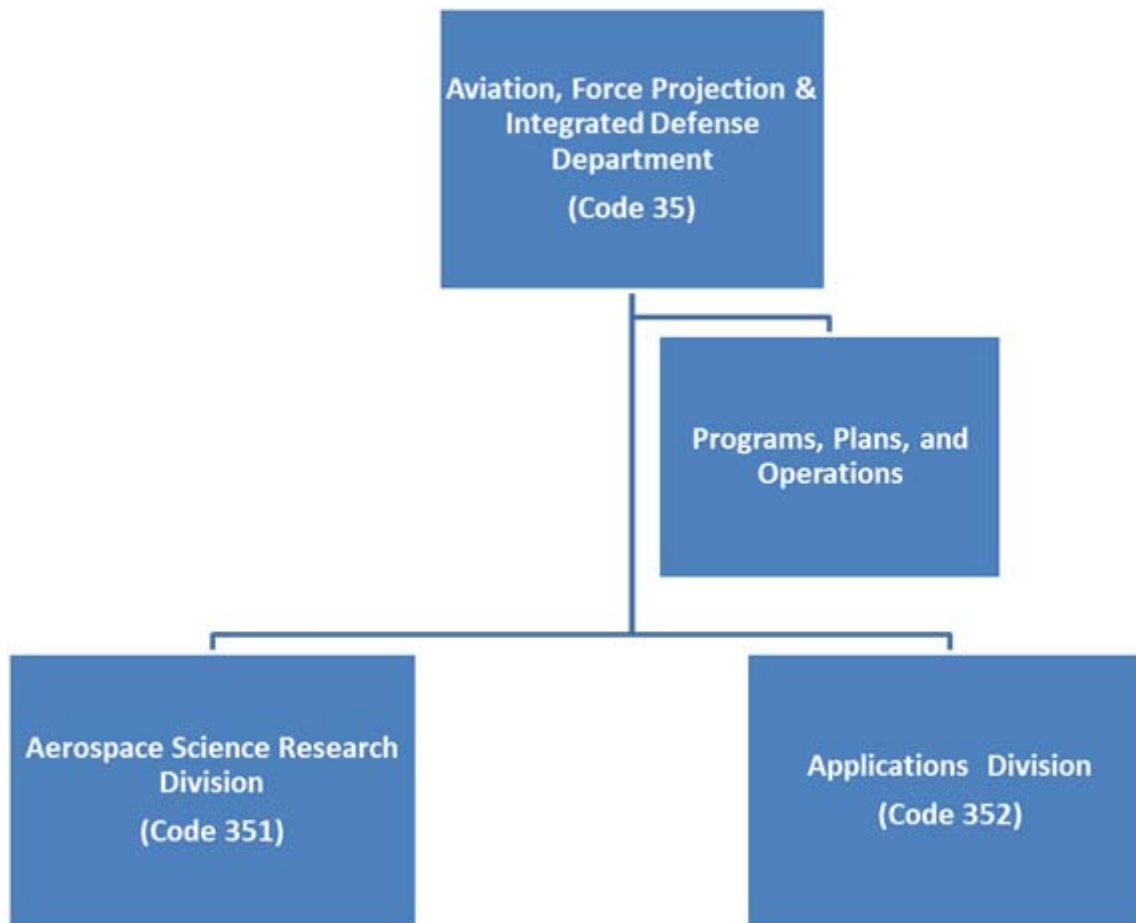 Aviation, Force Projection &
Integrated Defense
Department
(Code 35)
Programs, Plans, and
Operations
Aerospace Science Research
Division
(Code 351)
Applications Division
(Code 352)